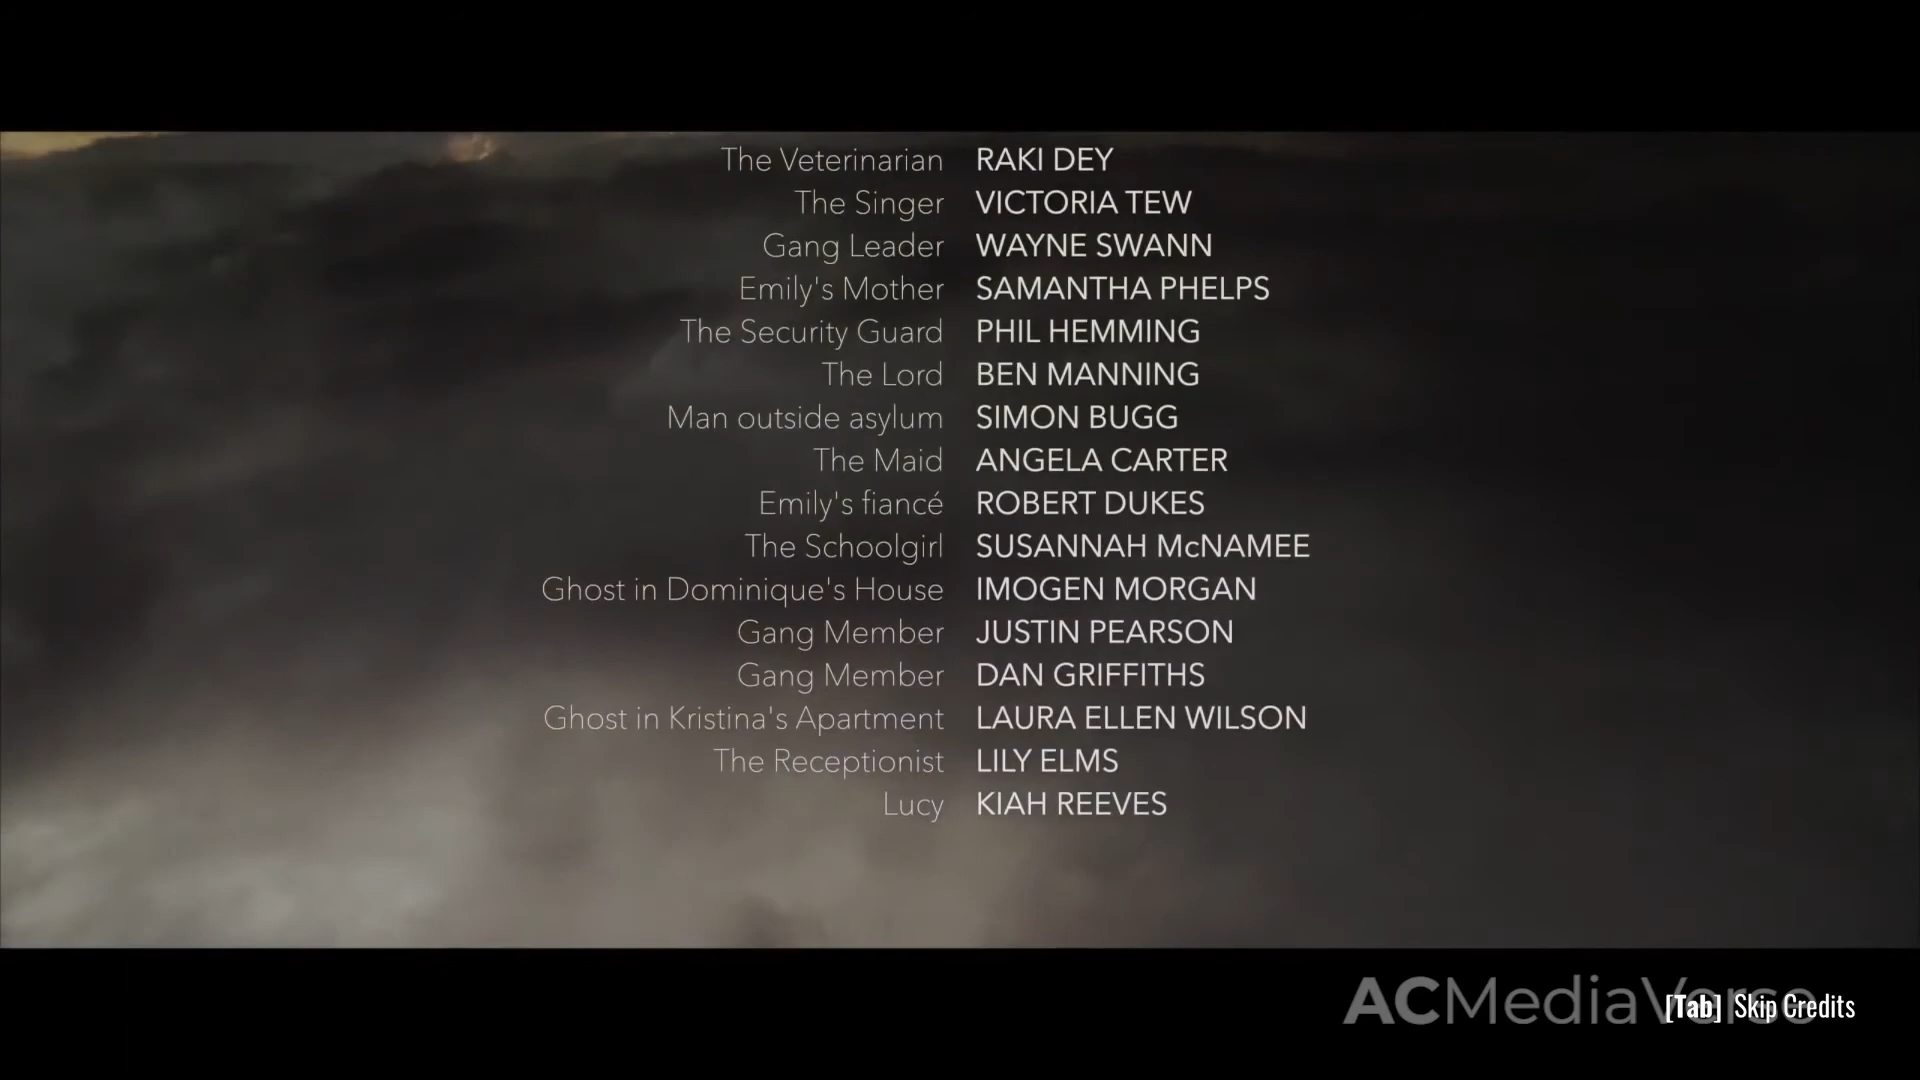 The Veterinarian RAKI DEY
The Singer VICTORIA TEW
Gang Leader WAYNE SWANN
Emily's Mother SAMANTHA PHELPS
The Security Guard PHIL HEMMING
The Lord BEN MANNING
Man outside asylum SIMON BUGG
The Maid ANGELA CARTER
Emily's fiancé ROBERT DUKES
The Schoolgirl SUSANNAH McNAMEE
Ghost in Dominique's House IMOGEN MORGAN
Gang Member JUSTIN PEARSON
Gang Member DAN GRIFFITHS
Ghost in Kristina's Apartment LAURA ELLEN WILSON
The Receptionist LILY ELMS
Lucy KIAH REEVES
ACMediaVerse
[Tab] Skip Credits